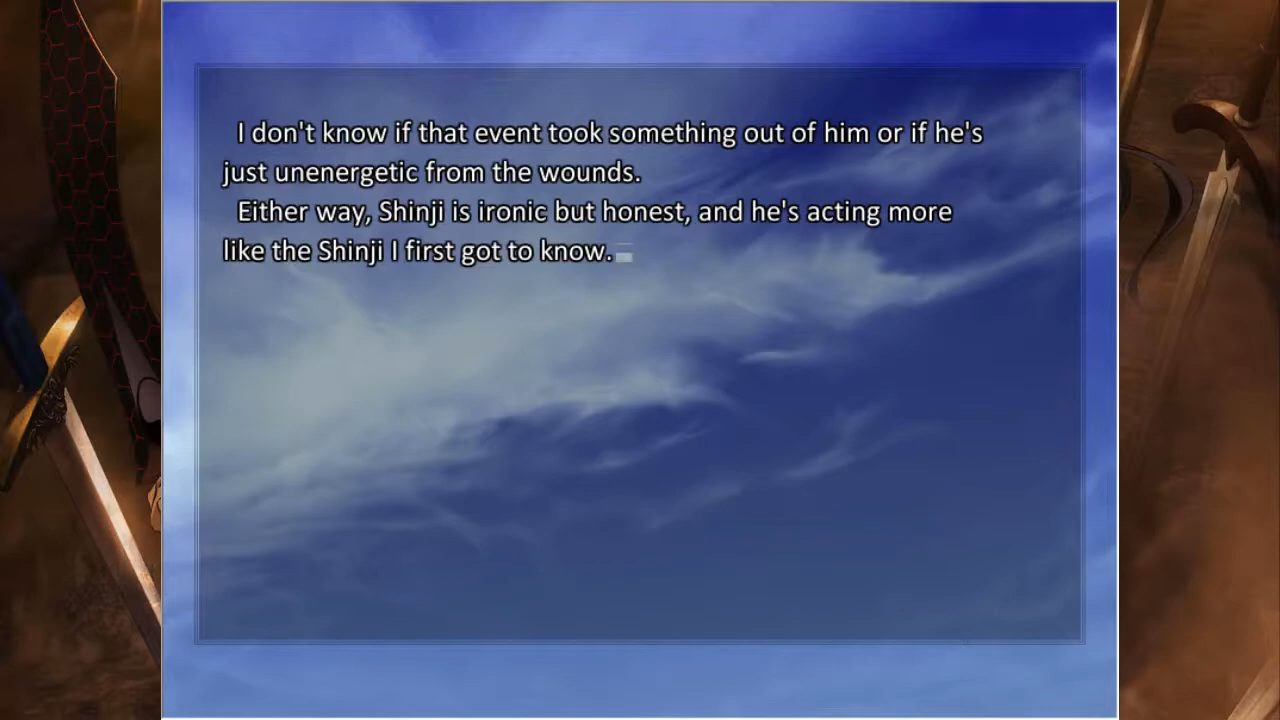 I don't know if that event took something out of him or if he's
just unenergetic from the wounds.
Either way, Shinji is ironic but honest, and he's acting more
like the Shinji I first got to know.